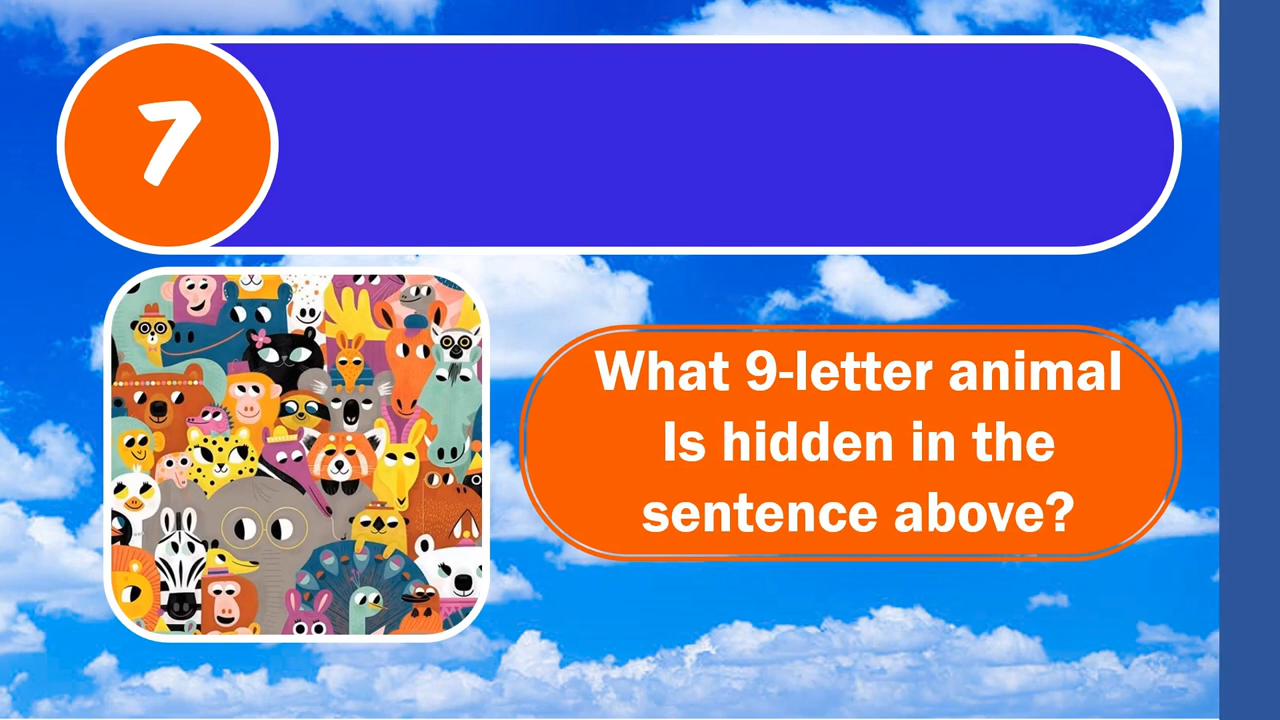 7
What 9-letter animal
Is hidden in the
sentence above?